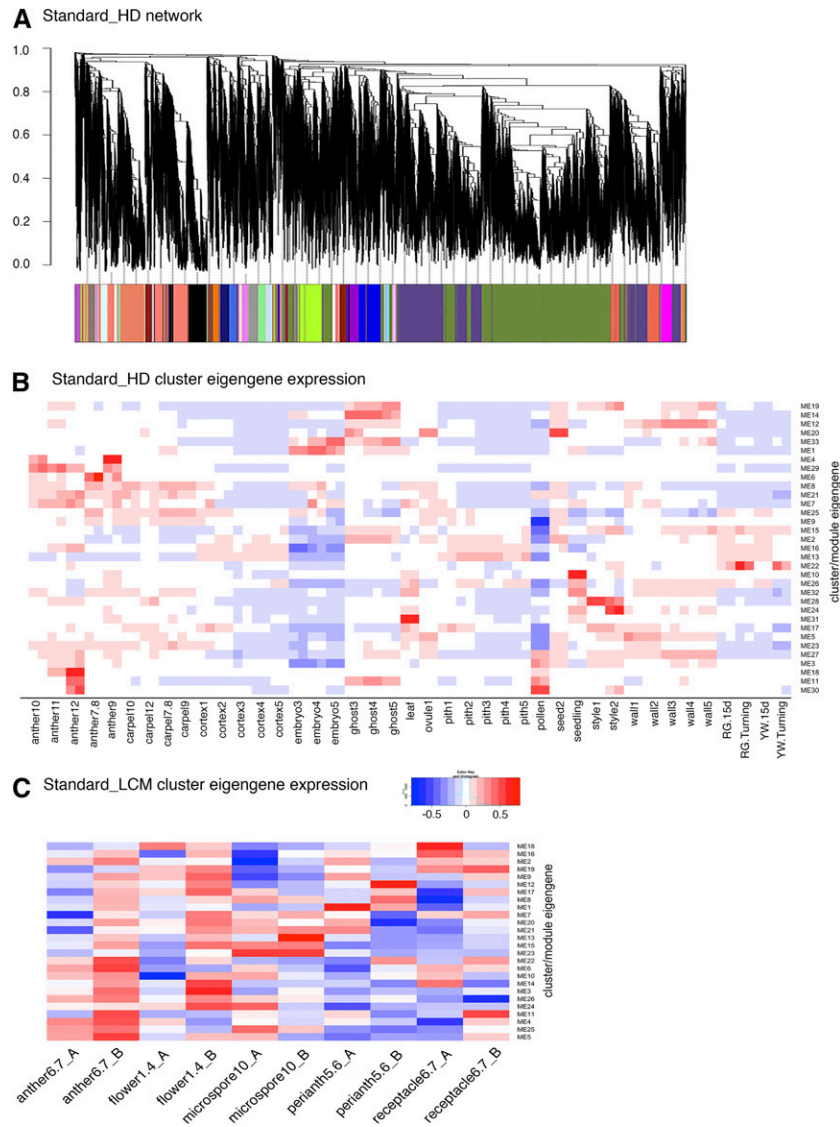 A Standard_HD network
1.0
0.8
0.6
0.4
0.2
0.0
B Standard_HD cluster eigengene expression
ME19
ME14
ME12
ME20
ME33
ME1
ME4
ME29
ME6
ME8
ME21
ME7
ME25
ME9
ME15
ME2
ME16
ME13
ME22
ME10
ME26
ME32
ME28
ME24
ME31
ME17
ME5
ME23
ME27
ME3
ME18
ME11
ME30
cluster/module eigengene
anther10
anther11
anther12
anther7.8
anther9
carpel10
carpel12
carpel7.8
carpel9
cortex1
cortex2
cortex3
cortex4
cortex5
embryo3
embryo4
embryo5
ghost3
ghost4
ghost5
leaf
ovule1
pith1
pith2
pith3
pith4
pith5
pollen
seed2
seedling
style1
style2
wall1
wall2
wall3
wall4
wall5
RG.15d
RG.Turning
YW.15d
YW.Turning
C Standard_LCM cluster eigengene expression
Color Key
and Histogram
-0.5 0 0.5
ME18
ME16
ME2
ME19
ME9
ME12
ME17
ME8
ME1
ME7
ME20
ME21
ME13
ME15
ME23
ME22
ME6
ME10
ME14
ME3
ME26
ME24
ME11
ME4
ME25
ME5
cluster/module eigengene
anther6.7_A
anther6.7_B
flower1.4_A
flower1.4_B
microspore10_A
microspore10_B
perianth5.6_A
perianth5.6_B
receptacle6.7_A
receptacle6.7_B